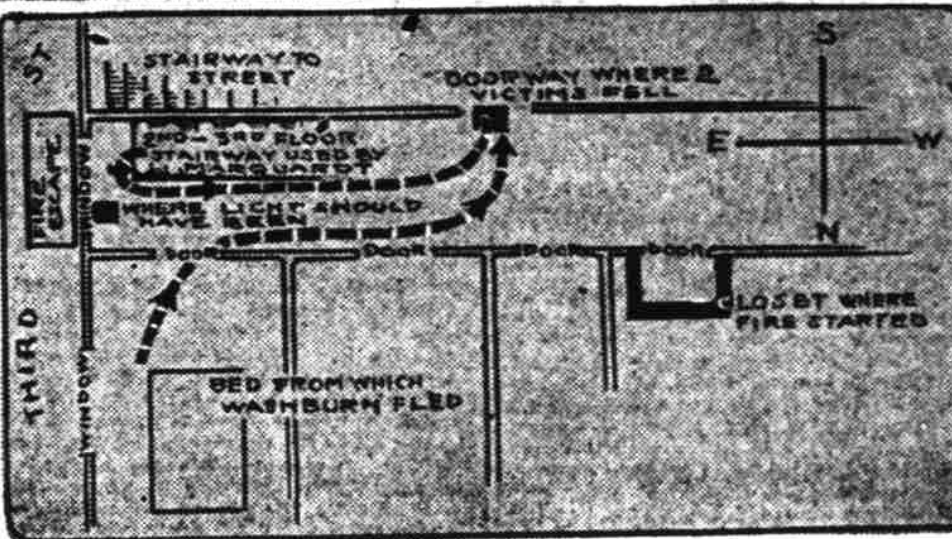 STAIRWAY TO
STREET
DOORWAY WHERE 2
VICTIMS FELL
S
E
W
N
2ND-3RD FLOOR
STAIRWAY USED BY
MARQUARDT
WHERE LIGHT SHOULD
HAVE BEEN
FIRE
ESCAPE
WINDOW
DOOR
DOOR
DOOR
DOOR
CLOSET WHERE
FIRE STARTED
THIRD
ST
WINDOW
BED FROM WHICH
WASHBURN FLED